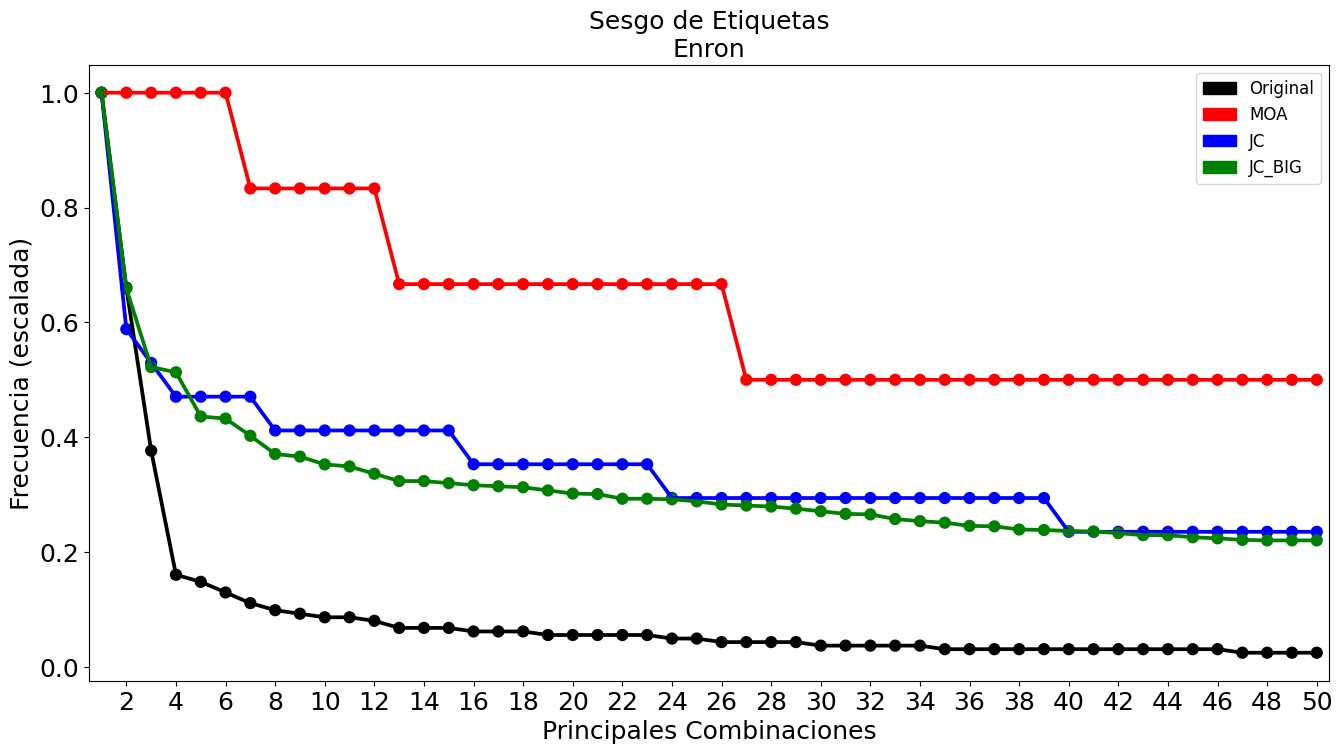 Sesgo de Etiquetas
Enron
Original
MOA
JC
JC_BIG
Frecuencia (escalada)
1.0
0.8
0.6
0.4
0.2
0.0
2 4 6 8 10 12 14 16 18 20 22 24 26 28 30 32 34 36 38 40 42 44 46 48 50
Principales Combinaciones